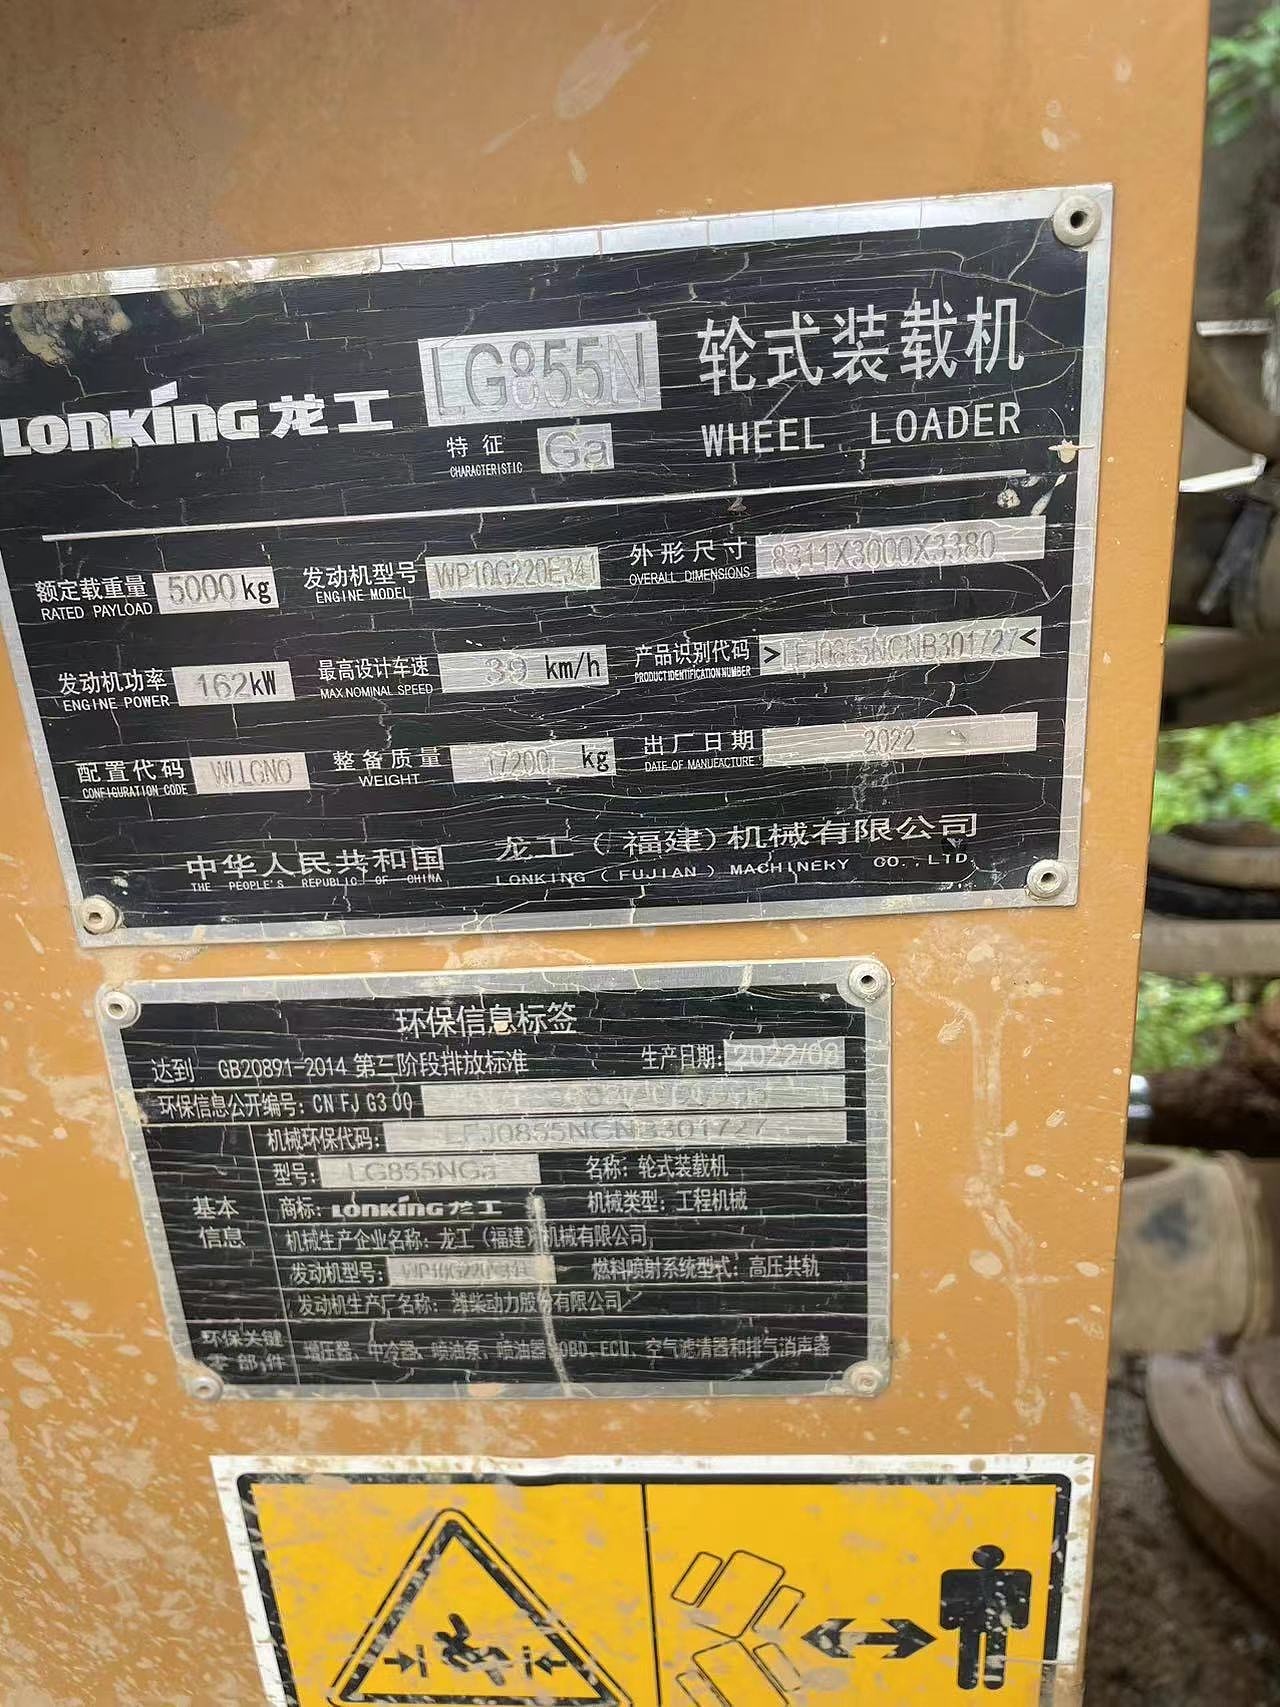 LONKING 龙工 LG855N 轮式装载机
特征 Ga WHEEL LOADER
CHARACTERISTIC
额定载重量 5000kg 发动机型号 WP10G220E341 外形尺寸 8311X3000X3380
RATED PAYLOAD ENGINE MODEL OVERALL DIMENSIONS
发动机功率 162kW 最高设计车速 39 km/h 产品识别代码 >LFJ0855NCNB301727<
ENGINE POWER MAX.NOMINAL SPEED PRODUCT IDENTIFICATION NUMBER
配置代码 整备质量 17200 kg 出厂日期 2022
CONFIGURATION CODE WEIGHT DATE OF MANUFACTURE
中华人民共和国 龙工(福建)机械有限公司
THE PEOPLE'S REPUBLIC OF CHINA LONKING (FUJIAN) MACHINERY CO.,LTD.
环保信息标签
达到 GB20891-2014 第三阶段排放标准 生产日期: 2022/08
环保信息公开编号: CN FJ G3 00
机械环保代码: LFJ0855NCNB301727
型号: LG855NGa 名称: 轮式装载机
基本信息 商标: LONKING 龙工 机械类型: 工程机械
机械生产企业名称: 龙工(福建)机械有限公司
发动机型号: 燃料喷射系统型式: 高压共轨
发动机生产厂名称: 潍柴动力股份有限公司
环保关键零部件 增压器、中冷器、喷油泵、喷油器、OBD、ECU、空气滤清器和排气消声器